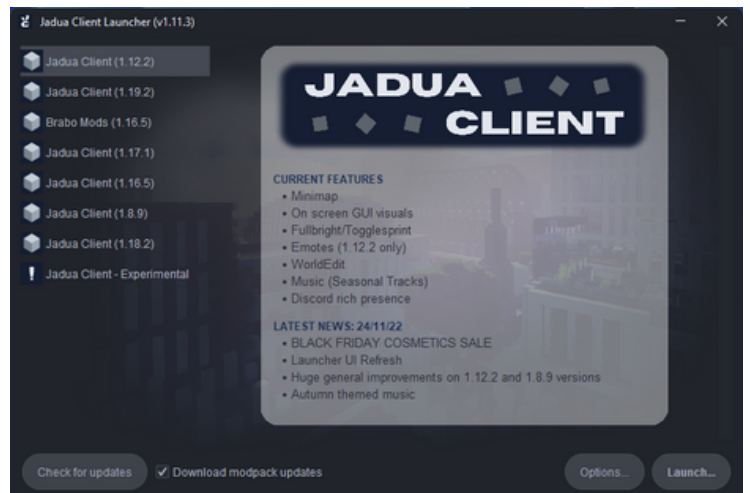 Jadua Client Launcher (v1.11.3)
Jadua Client (1.12.2)
Jadua Client (1.19.2)
Brabo Mods (1.16.5)
Jadua Client (1.17.1)
Jadua Client (1.16.5)
Jadua Client (1.8.9)
Jadua Client (1.18.2)
Jadua Client - Experimental
JADUA
CLIENT
CURRENT FEATURES
• Minimap
• On screen GUI visuals
• Fullbright/Togglesprint
• Emotes (1.12.2 only)
• WorldEdit
• Music (Seasonal Tracks)
• Discord rich presence
LATEST NEWS: 24/11/22
• BLACK FRIDAY COSMETICS SALE
• Launcher UI Refresh
• Huge general improvements on 1.12.2 and 1.8.9 versions
• Autumn themed music
Check for updates
Download modpack updates
Options...
Launch...